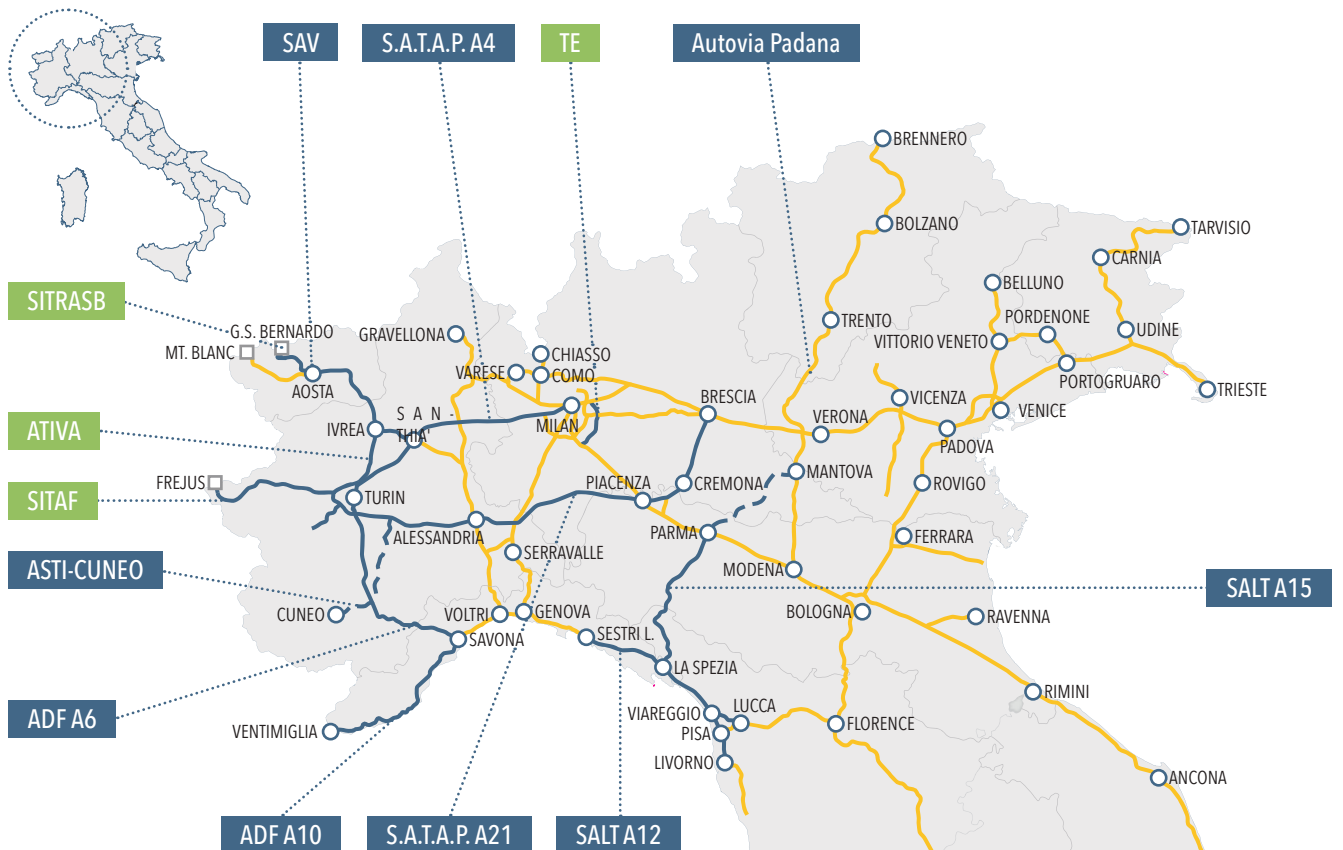 SAV
S.A.T.A.P. A4
TE
Autovia Padana
BRENNERO
BOLZANO
TARVISIO
CARNIA
BELLUNO
SITRASB
G.S. BERNARDO
GRAVELLONA
TRENTO
PORDENONE
UDINE
MT. BLANC
CHIASSO
VITTORIO VENETO
VARESE
COMO
PORTOGRUARO
AOSTA
TRIESTE
BRESCIA
VICENZA
SAN-
THIA'
MILAN
VERONA
VENICE
ATIVA
IVREA
PADOVA
FREJUS
MANTOVA
SITAF
TURIN
PIACENZA
CREMONA
ROVIGO
ALESSANDRIA
PARMA
FERRARA
SERRAVALLE
ASTI-CUNEO
MODENA
SALT A15
CUNEO
VOLTRI
GENOVA
BOLOGNA
RAVENNA
SAVONA
SESTRI L.
LA SPEZIA
RIMINI
ADF A6
VIAREGGIO
LUCCA
VENTIMIGLIA
PISA
FLORENCE
LIVORNO
ANCONA
ADF A10
S.A.T.A.P. A21
SALT A12